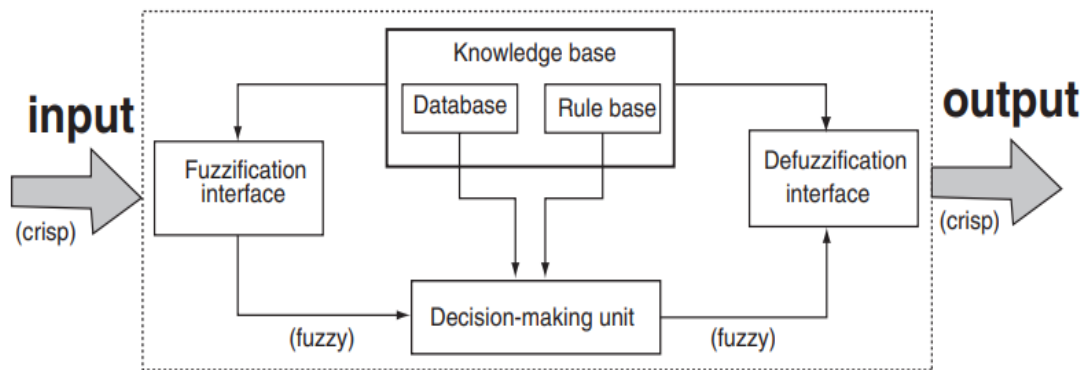 Knowledge base
Database
Rule base
input
output
Fuzzification
interface
Defuzzification
interface
(crisp)
(crisp)
Decision-making unit
(fuzzy)
(fuzzy)